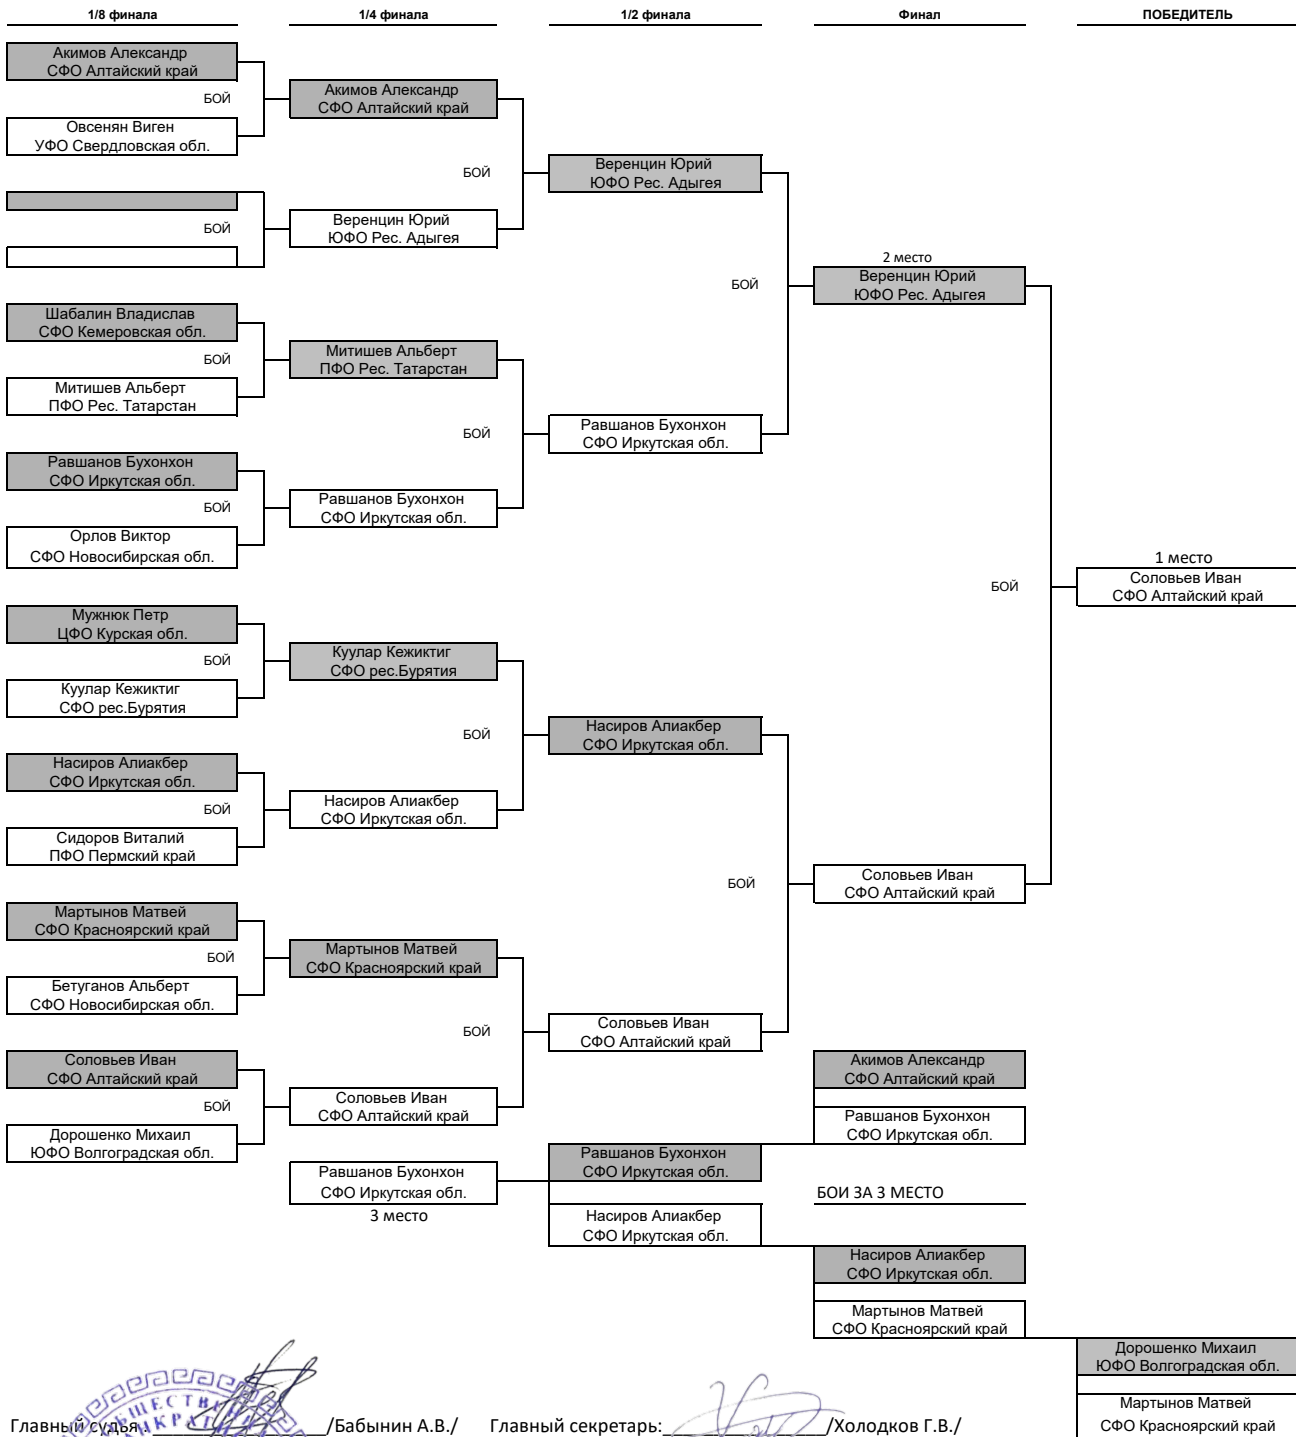 1/8 финала
1/4 финала
1/2 финала
Финал
ПОБЕДИТЕЛЬ
Акимов Александр
СФО Алтайский край
БОЙ
Овсенян Виген
УФО Свердловская обл.
БОЙ
Шабалин Владислав
СФО Кемеровская обл.
БОЙ
Митишев Альберт
ПФО Рес. Татарстан
Равшанов Бухонхон
СФО Иркутская обл.
БОЙ
Орлов Виктор
СФО Новосибирская обл.
Мужнюк Петр
ЦФО Курская обл.
БОЙ
Куулар Кежиктиг
СФО рес.Бурятия
Насиров Алиакбер
СФО Иркутская обл.
БОЙ
Сидоров Виталий
ПФО Пермский край
Мартынов Матвей
СФО Красноярский край
БОЙ
Бетуганов Альберт
СФО Новосибирская обл.
Соловьев Иван
СФО Алтайский край
БОЙ
Дорошенко Михаил
ЮФО Волгоградская обл.
Акимов Александр
СФО Алтайский край
БОЙ
Веренцин Юрий
ЮФО Рес. Адыгея
Митишев Альберт
ПФО Рес. Татарстан
БОЙ
Равшанов Бухонхон
СФО Иркутская обл.
Куулар Кежиктиг
СФО рес.Бурятия
БОЙ
Насиров Алиакбер
СФО Иркутская обл.
Мартынов Матвей
СФО Красноярский край
БОЙ
Соловьев Иван
СФО Алтайский край
Равшанов Бухонхон
СФО Иркутская обл.
3 место
Веренцин Юрий
ЮФО Рес. Адыгея
БОЙ
Равшанов Бухонхон
СФО Иркутская обл.
Насиров Алиакбер
СФО Иркутская обл.
БОЙ
Соловьев Иван
СФО Алтайский край
Равшанов Бухонхон
СФО Иркутская обл.
Насиров Алиакбер
СФО Иркутская обл.
2 место
Веренцин Юрий
ЮФО Рес. Адыгея
БОЙ
Соловьев Иван
СФО Алтайский край
Акимов Александр
СФО Алтайский край
Равшанов Бухонхон
СФО Иркутская обл.
БОИ ЗА 3 МЕСТО
Насиров Алиакбер
СФО Иркутская обл.
Мартынов Матвей
СФО Красноярский край
1 место
Соловьев Иван
СФО Алтайский край
Дорошенко Михаил
ЮФО Волгоградская обл.
Мартынов Матвей
СФО Красноярский край
Главный судья: /Бабынин А.В./ Главный секретарь: /Холодков Г.В./